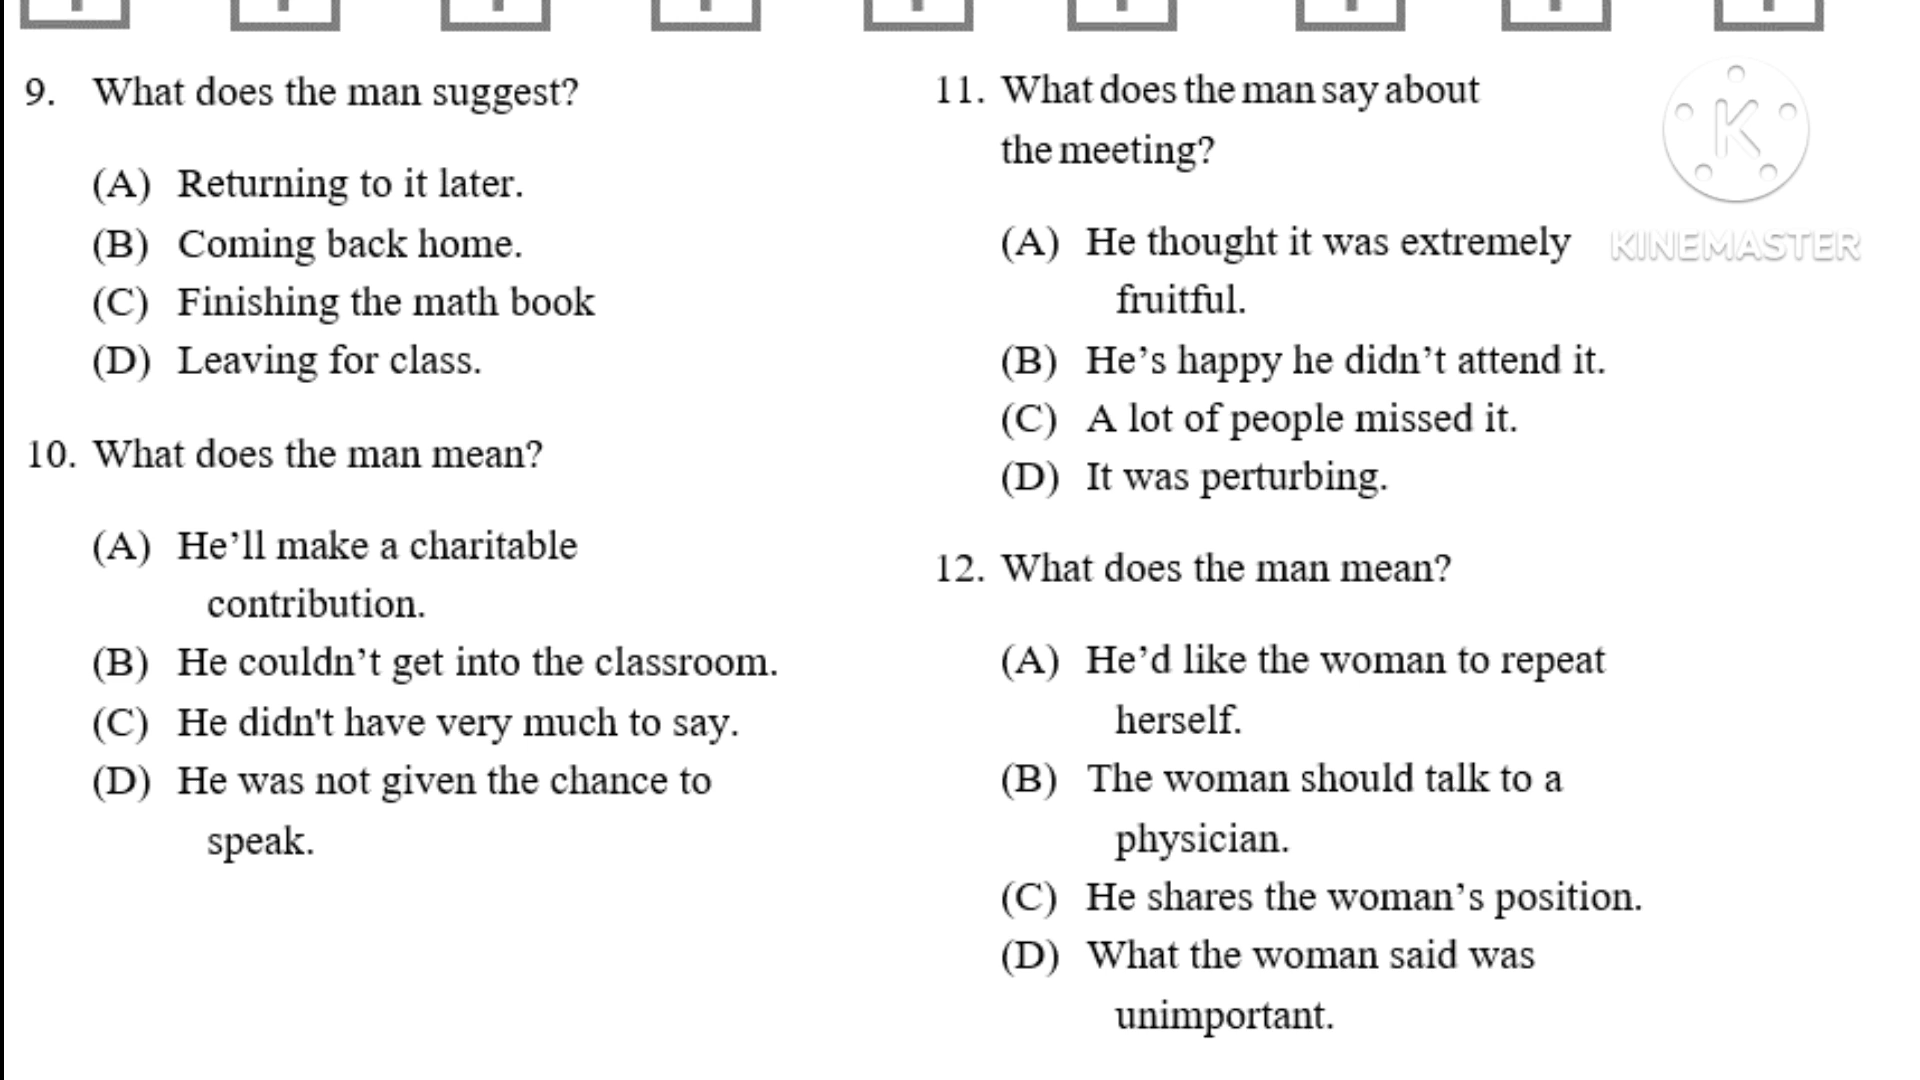 9. What does the man suggest?
(A) Returning to it later.
(B) Coming back home.
(C) Finishing the math book
(D) Leaving for class.
10. What does the man mean?
(A) He’ll make a charitable
contribution.
(B) He couldn’t get into the classroom.
(C) He didn't have very much to say.
(D) He was not given the chance to
speak.
11. What does the man say about
the meeting?
(A) He thought it was extremely
fruitful.
(B) He’s happy he didn’t attend it.
(C) A lot of people missed it.
(D) It was perturbing.
12. What does the man mean?
(A) He’d like the woman to repeat
herself.
(B) The woman should talk to a
physician.
(C) He shares the woman’s position.
(D) What the woman said was
unimportant.
K
KINEMASTER